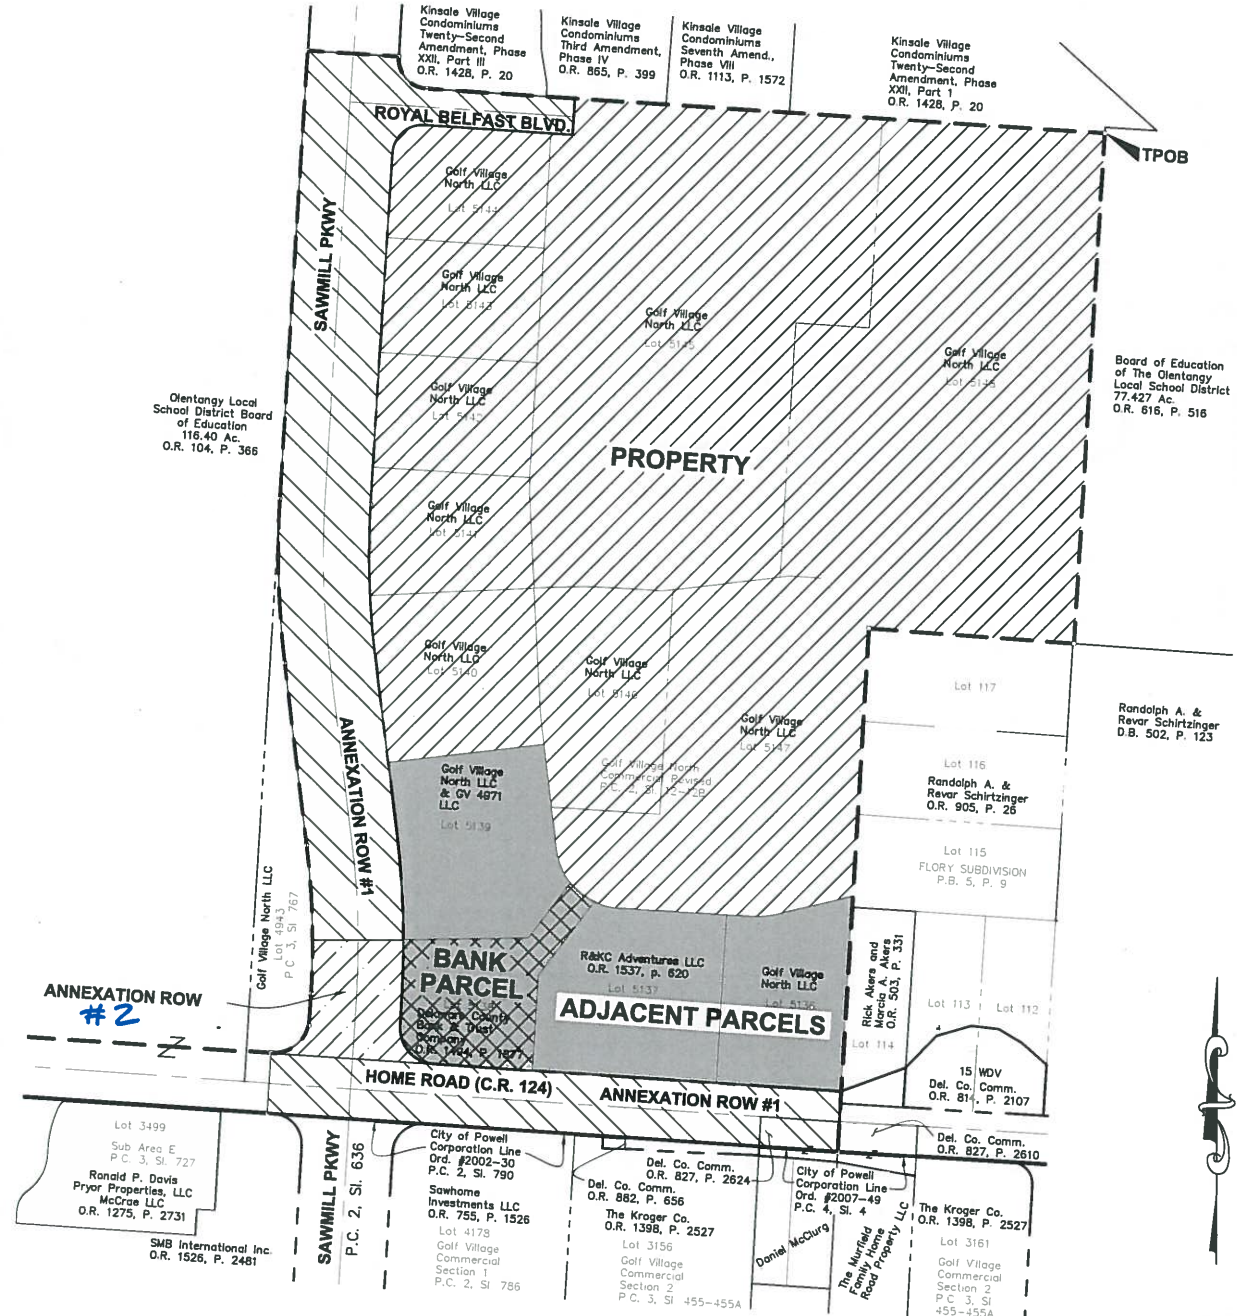 Kinsale Village
Condominiums
Twenty-Second
Amendment, Phase
XXII, Part III
O.R. 1428, P. 20
Kinsale Village
Condominiums
Third Amendment,
Phase IV
O.R. 865, P. 399
Kinsale Village
Condominiums
Seventh Amend.,
Phase VIII
O.R. 1113, P. 1572
Kinsale Village
Condominiums
Twenty-Second
Amendment, Phase
XXII, Part 1
O.R. 1428, P. 20
ROYAL BELFAST BLVD.
TPOB
SAWMILL PKWY
Golf Village
North LLC
Lot 5144
Golf Village
North LLC
Lot 5143
Golf Village
North LLC
Lot 5145
Golf Village
North LLC
Board of Education
of The Olentangy
Local School District
77.427 Ac.
O.R. 616, P. 516
Olentangy Local
School District Board
of Education
116.40 Ac.
O.R. 104, P. 366
Golf Village
North LLC
Lot 5142
PROPERTY
Golf Village
North LLC
Lot 5141
Golf Village
North LLC
Lot 5140
Golf Village
North LLC
Golf Village
North LLC
Lot 5147
Golf Village North
Commercial Revised
Lot 117
Randolph A. &
Revar Schirtzinger
D.B. 502, P. 123
Lot 116
Randolph A. &
Revar Schirtzinger
O.R. 905, P. 26
Lot 115
FLORY SUBDIVISION
P.B. 5, P. 9
ANNEXATION ROW #1
Golf Village
North LLC
& GV 4971
LLC
Lot 5139
Golf Village North LLC
Lot 4943
P C 3, Sl 767
BANK
PARCEL
Delaware County
Bank & Trust
Company
R&KC Adventures LLC
O.R. 1537, p. 620
Lot 5137
Golf Village
North LLC
Lot 5136
ADJACENT PARCELS
Rick Akers and
Marcia A. Akers
O.R. 503, P. 331
Lot 114
Lot 113
Lot 112
ANNEXATION ROW
#2
Z
HOME ROAD (C.R. 124)
ANNEXATION ROW #1
15 WDV
Del. Co. Comm.
O.R. 814, P. 2107
Del. Co. Comm.
O.R. 827, P. 2610
Lot 3499
Sub Area E
P C 3, Sl. 727
Ronald P. Davis
Pryor Properties, LLC
McCrae LLC
O.R. 1275, P. 2731
SMB International Inc.
O.R. 1526, P. 2481
SAWMILL PKWY
P.C. 2, Sl. 636
City of Powell
Corporation Line
Ord. #2002-30
P.C. 2, Sl. 790
Sawhome
Investments LLC
O.R. 755, P. 1526
Lot 4178
Golf Village
Commercial
Section 1
P.C. 2, Sl 786
Del. Co. Comm.
O.R. 827, P. 2624
Del. Co. Comm.
O.R. 882, P. 656
The Kroger Co.
O.R. 1398, P. 2527
Lot 3156
Golf Village
Commercial
Section 2
P C. 3, Sl 455-455A
City of Powell
Corporation Line
Ord. #2007-49
P.C. 4, Sl. 4
Daniel McClurg
The Murfield
Family Home
Road Property LLC
The Kroger Co.
O.R. 1398, P. 2527
Lot 3161
Golf Village
Commercial
Section 2
P C 3, Sl
455-455A